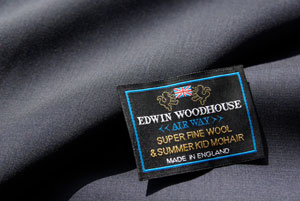 EDWIN WOODHOUSE
<< AIR WAY >>
SUPER FINE WOOL
& SUMMER KID MOHAIR
MADE IN ENGLAND